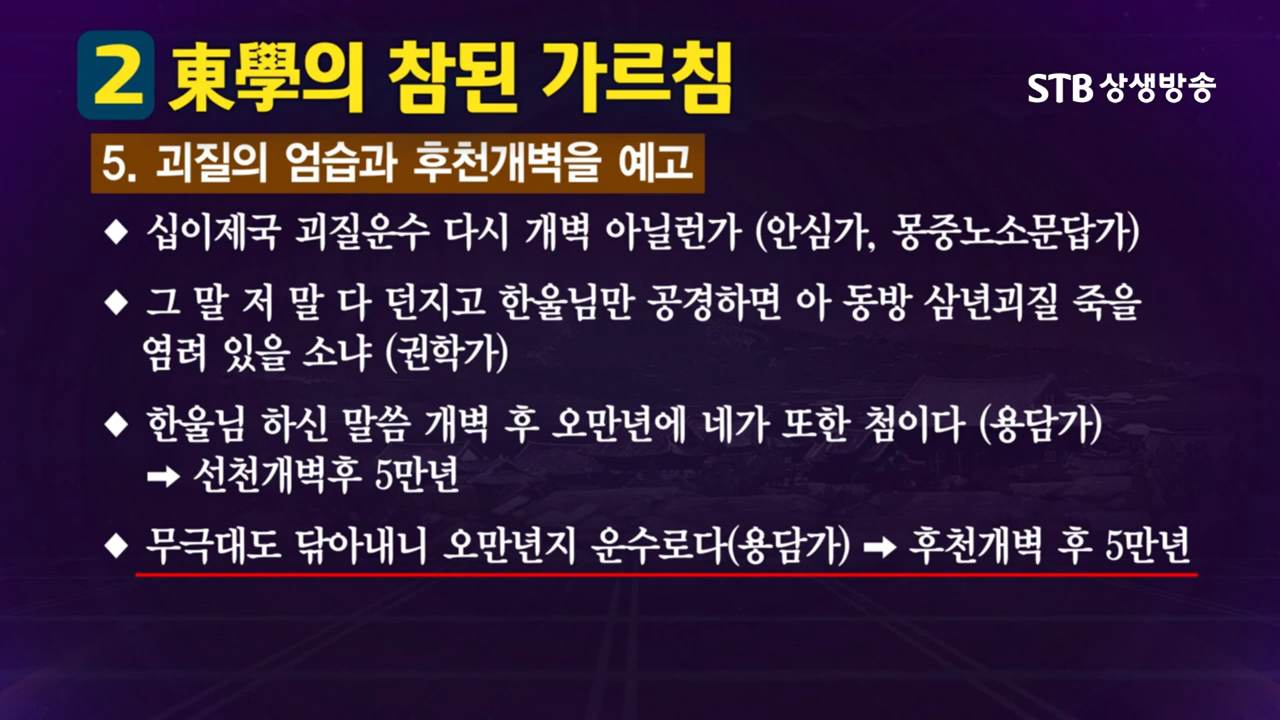 2 東學의 참된 가르침
STB 상생방송
5. 괴질의 엄습과 후천개벽을 예고
◆ 십이제국 괴질운수 다시 개벽 아닐런가 (안심가, 몽중노소문답가)
◆ 그 말 저 말 다 던지고 한울님만 공경하면 아 동방 삼년괴질 죽을
염려 있을 소냐 (권학가)
◆ 한울님 하신 말씀 개벽 후 오만년에 네가 또한 첨이다 (용담가)
➡ 선천개벽후 5만년
◆ 무극대도 닦아내니 오만년지 운수로다(용담가) ➡ 후천개벽 후 5만년